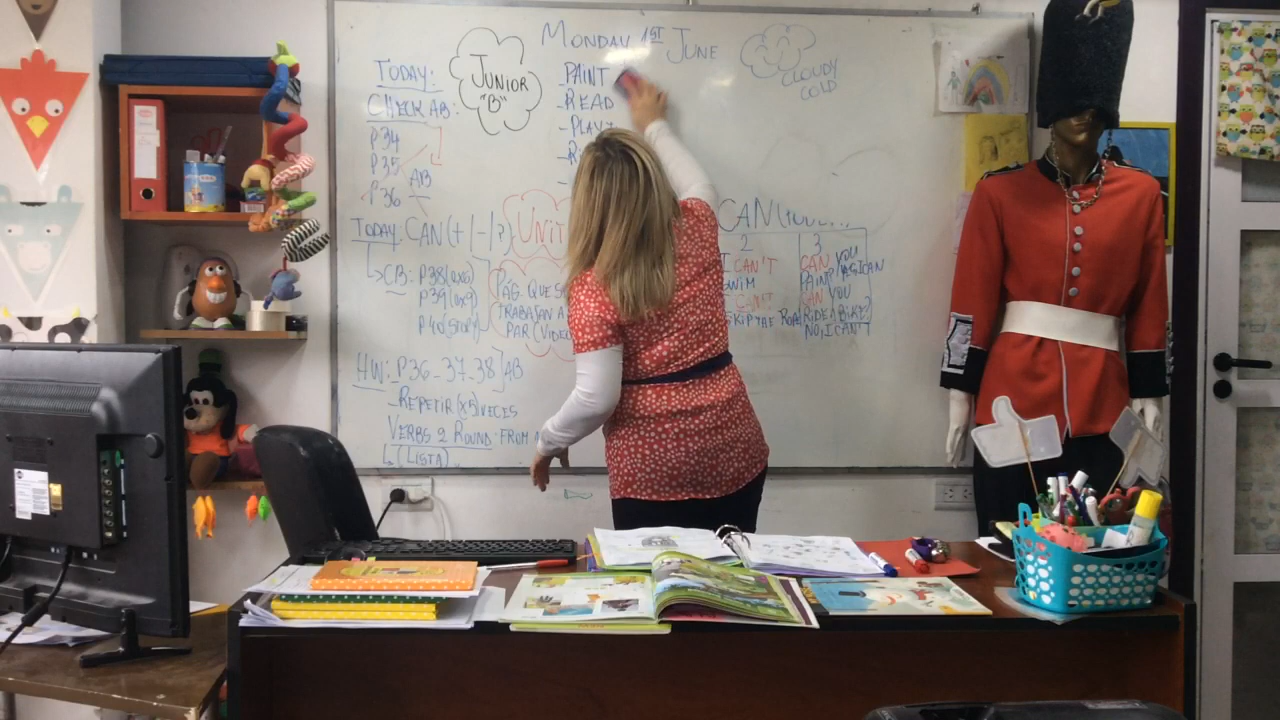 MONDAY 1ST JUNE
CLOUDY
COLD
JUNIOR
"B"
TODAY:
CHECK AB:
P34
P35
P36
AB
- PAINT
- READ
- PLAY
TODAY: CAN (+ | - | ?)
UNIT
↳ CB: P38
P39
P40 (STORY)
PÁG. QUE SE
TRABAJAN A
PAR (VIDEO
HW: P36 - 37 - 38] AB
- REPETIR (x5) VECES
VERBS 2 ROUND FROM
↳ (LISTA)
CAN
2
I CAN'T
SWIM
I CAN'T
SKIP THE ROPE
3
CAN YOU
PAINT
CAN YOU
RIDE A BIKE?
NO, I CAN'T